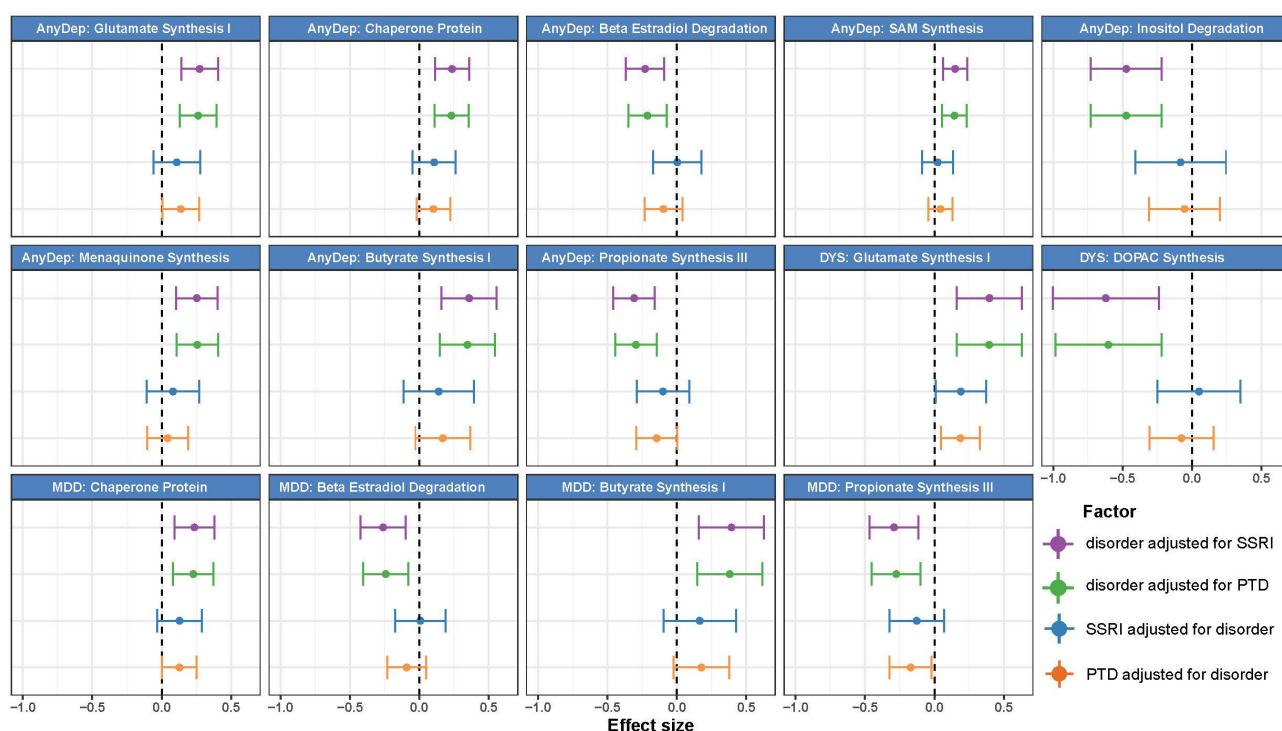 AnyDep: Glutamate Synthesis I
AnyDep: Chaperone Protein
AnyDep: Beta Estradiol Degradation
AnyDep: SAM Synthesis
AnyDep: Inositol Degradation
AnyDep: Menaquinone Synthesis
AnyDep: Butyrate Synthesis I
AnyDep: Propionate Synthesis III
DYS: Glutamate Synthesis I
DYS: DOPAC Synthesis
−1.0 −0.5 0.0 0.5
MDD: Chaperone Protein
MDD: Beta Estradiol Degradation
MDD: Butyrate Synthesis I
MDD: Propionate Synthesis III
Factor
disorder adjusted for SSRI
disorder adjusted for PTD
SSRI adjusted for disorder
PTD adjusted for disorder
−1.0 −0.5 0.0 0.5
−1.0 −0.5 0.0 0.5
−1.0 −0.5 0.0 0.5
−1.0 −0.5 0.0 0.5
Effect size